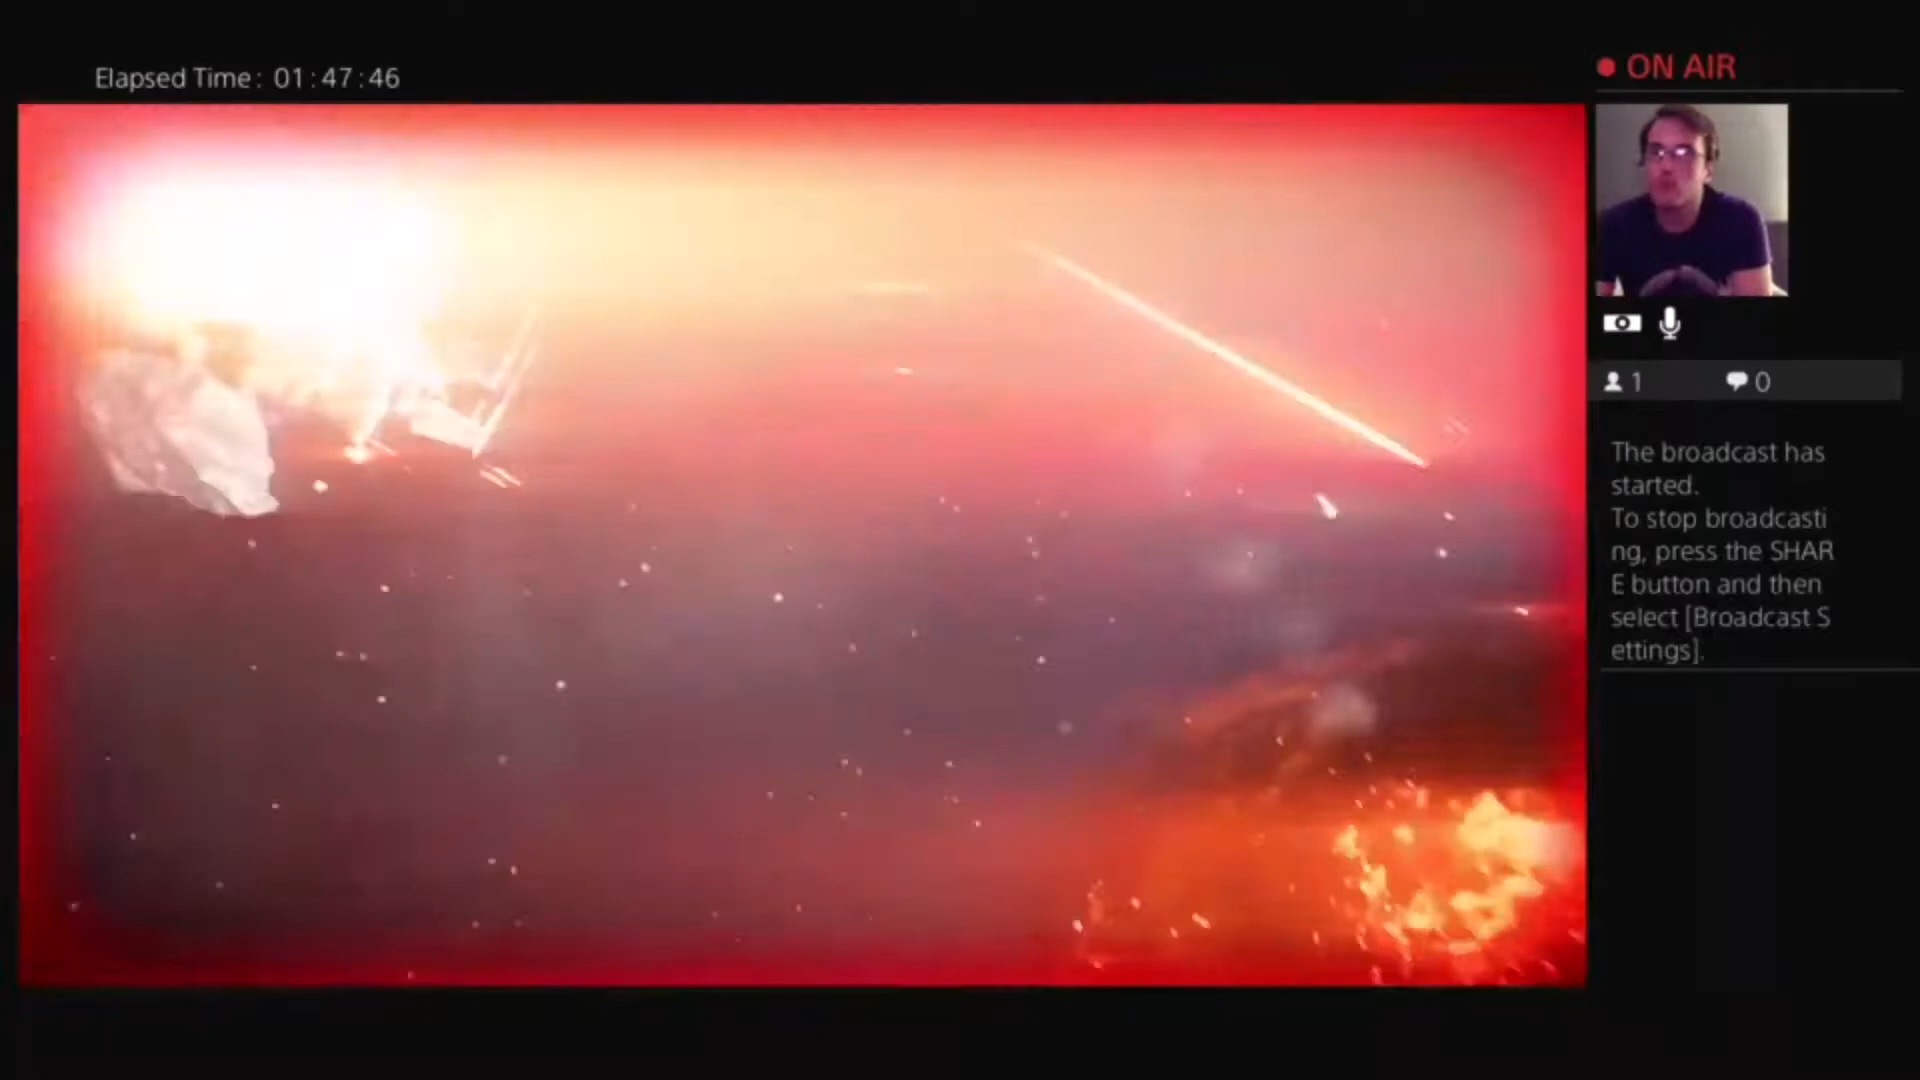 Elapsed Time: 01:47:46
ON AIR
1 0
The broadcast has
started.
To stop broadcasti
ng, press the SHAR
E button and then
select [Broadcast S
ettings].